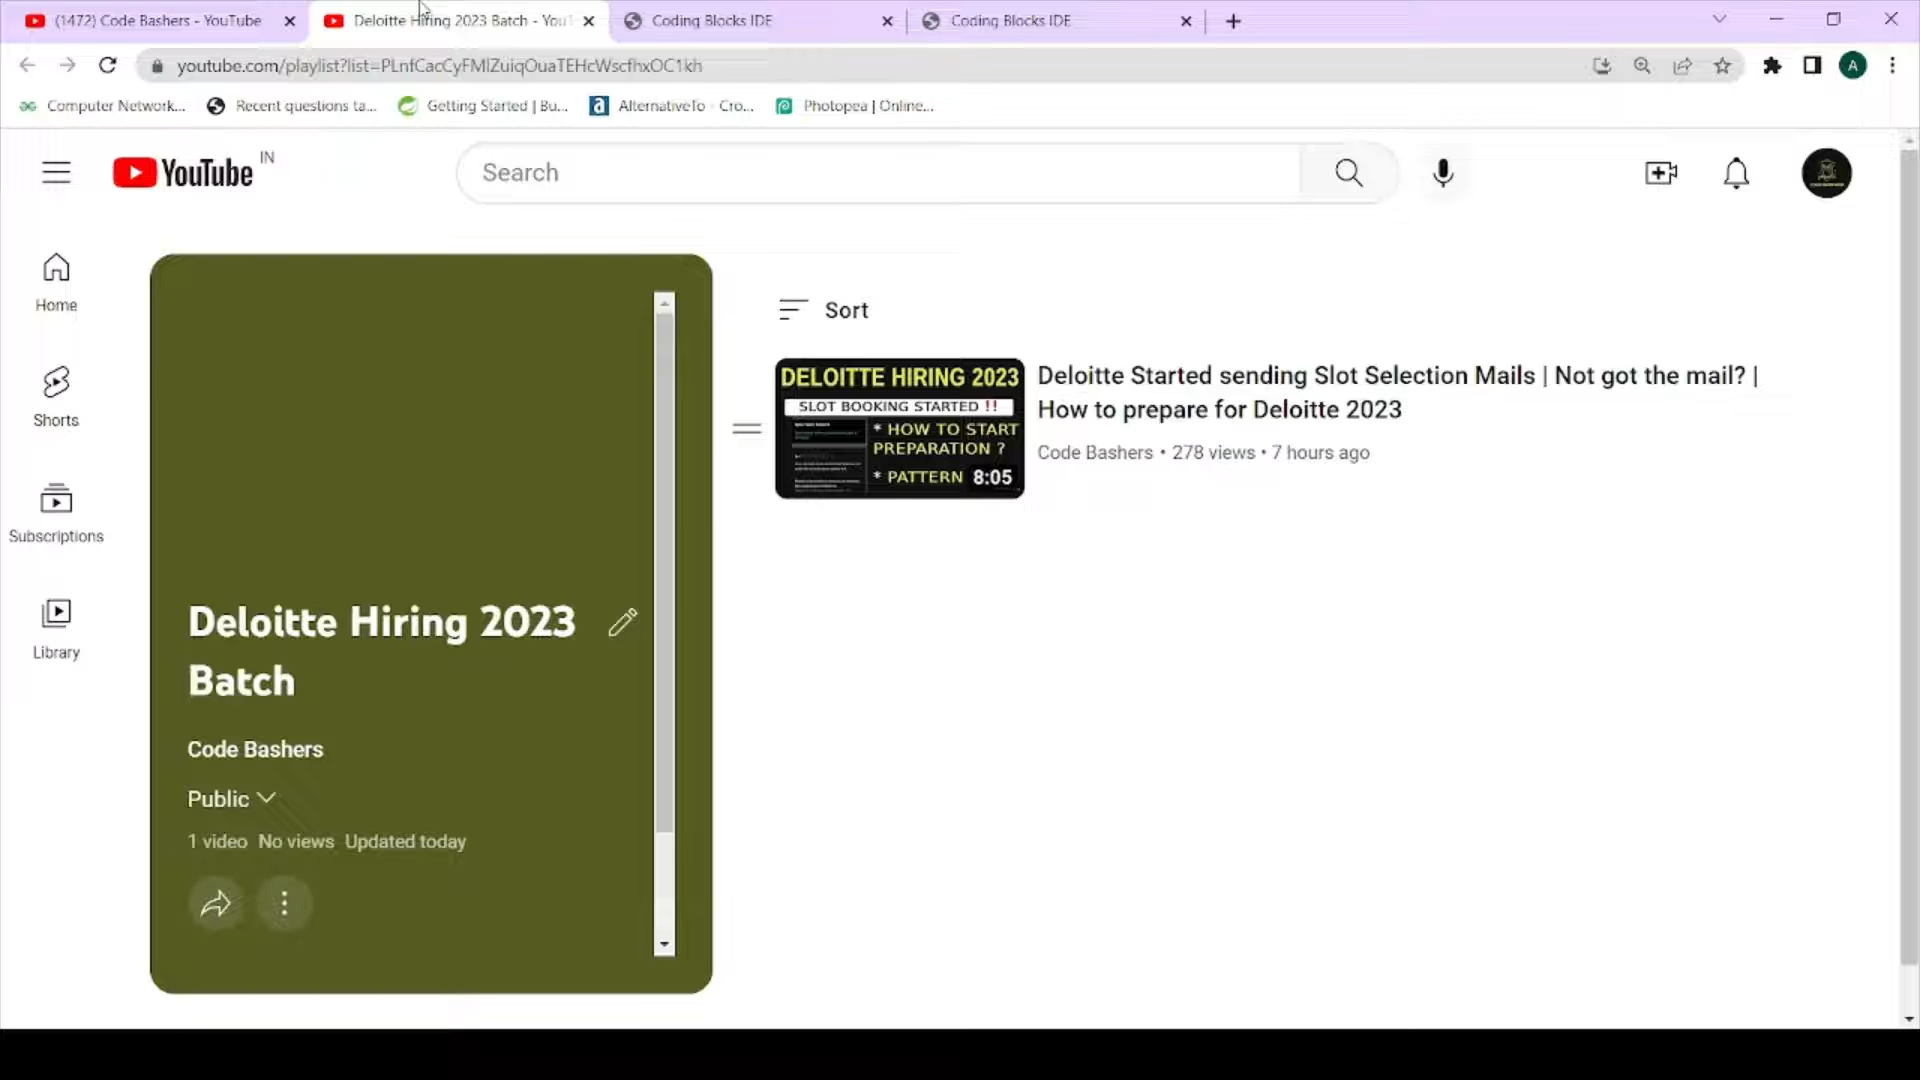 (1472) Code Bashers - YouTube
Deloitte Hiring 2023 Batch - YouT
Coding Blocks IDE
Coding Blocks IDE
youtube.com/playlist?list=PLnfCacCyFMlZuiqOuaTEHcWscfhxOC1kh
A
Computer Network...
Recent questions ta...
Getting Started | Bu...
AlternativeTo - Cro...
Photopea | Online...
YouTube IN
Search
Home
Shorts
Subscriptions
Library
Deloitte Hiring 2023
Batch
Code Bashers
Public
1 video No views Updated today
Sort
DELOITTE HIRING 2023
SLOT BOOKING STARTED !!
* HOW TO START
PREPARATION ?
* PATTERN
8:05
Deloitte Started sending Slot Selection Mails | Not got the mail? |
How to prepare for Deloitte 2023
Code Bashers • 278 views • 7 hours ago